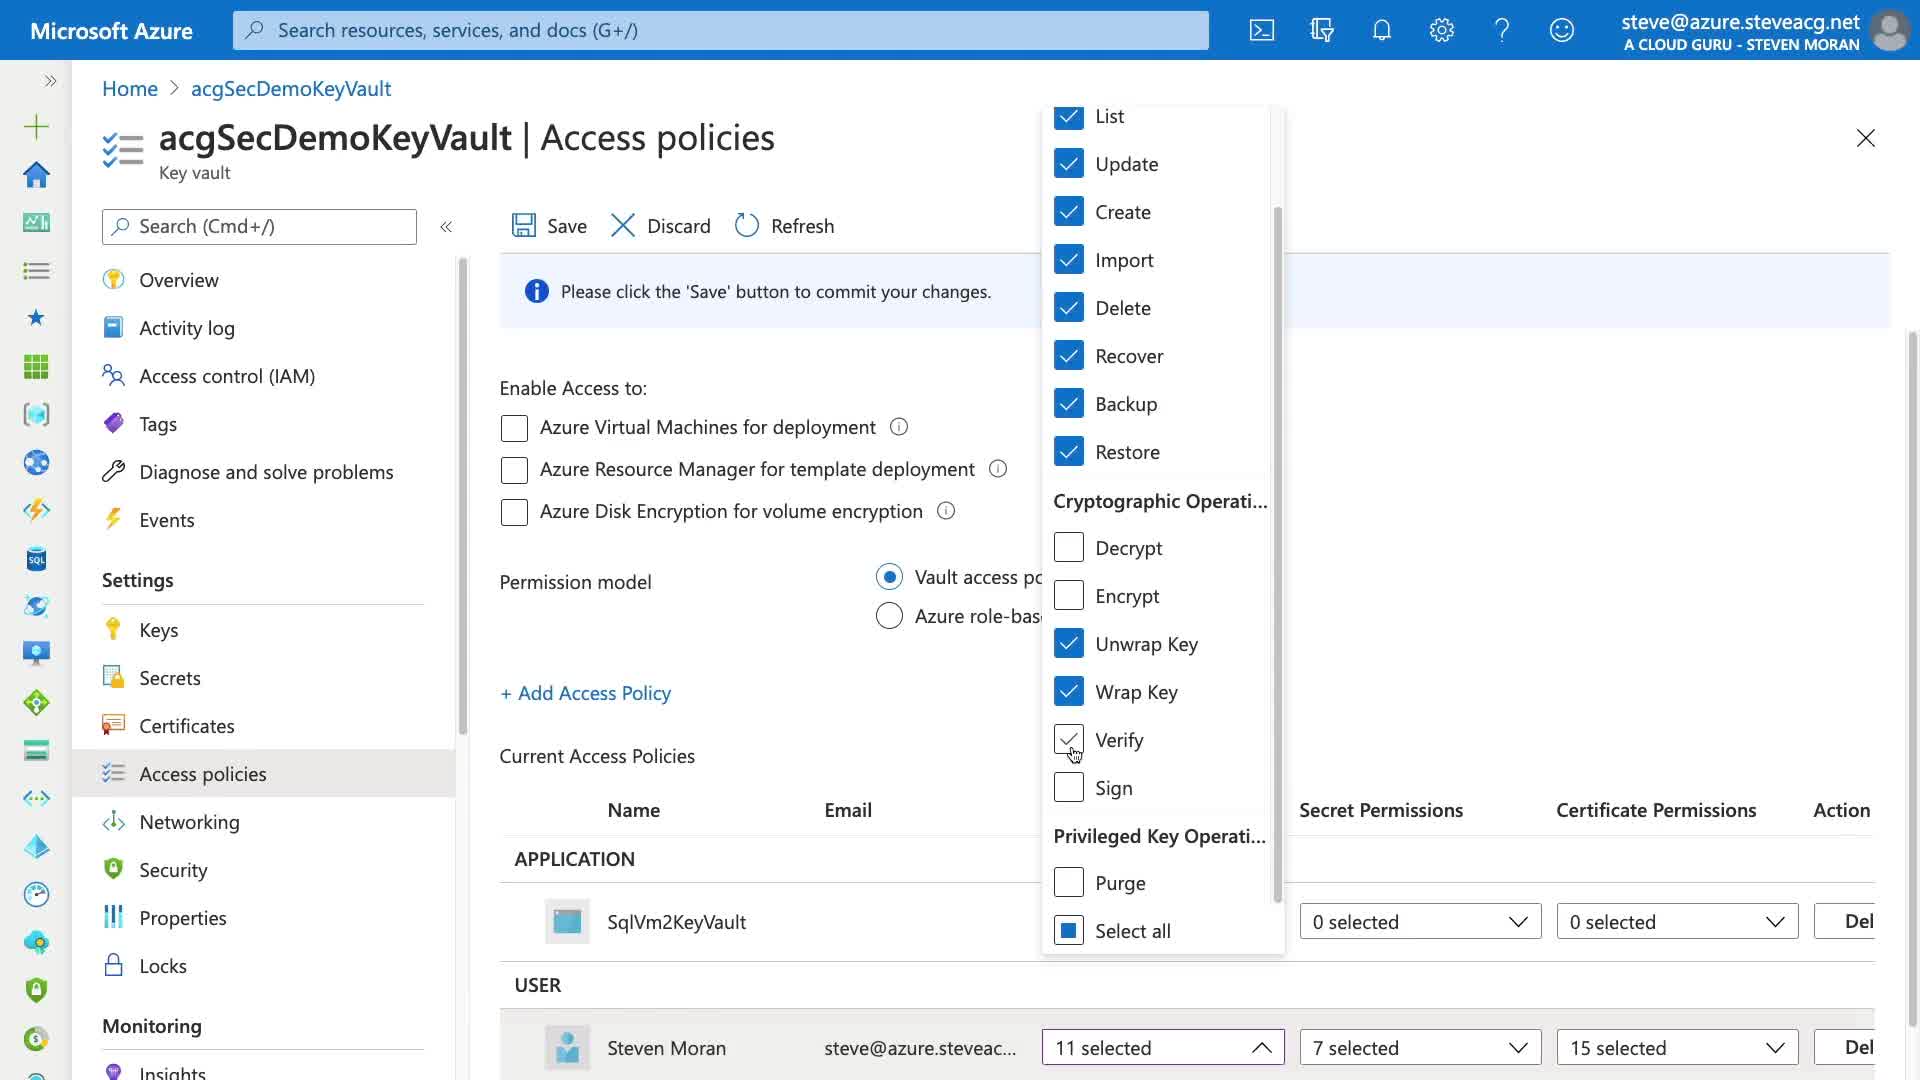 Microsoft Azure
Search resources, services, and docs (G+/)
steve@azure.steveacg.net
A CLOUD GURU - STEVEN MORAN
Home > acgSecDemoKeyVault
acgSecDemoKeyVault | Access policies
Key vault
Search (Cmd+/)
Overview
Activity log
Access control (IAM)
Tags
Diagnose and solve problems
Events
Settings
Keys
Secrets
Certificates
Access policies
Networking
Security
Properties
Locks
Monitoring
Insights
Save
Discard
Refresh
Please click the 'Save' button to commit your changes.
Enable Access to:
Azure Virtual Machines for deployment
Azure Resource Manager for template deployment
Azure Disk Encryption for volume encryption
Permission model
Vault access po
Azure role-bas
+ Add Access Policy
Current Access Policies
Name
Email
Secret Permissions
Certificate Permissions
Action
APPLICATION
SqlVm2KeyVault
0 selected
0 selected
Del
USER
Steven Moran
steve@azure.steveac...
11 selected
7 selected
15 selected
Del
List
Update
Create
Import
Delete
Recover
Backup
Restore
Cryptographic Operati...
Decrypt
Encrypt
Unwrap Key
Wrap Key
Verify
Sign
Privileged Key Operati...
Purge
Select all
SQL